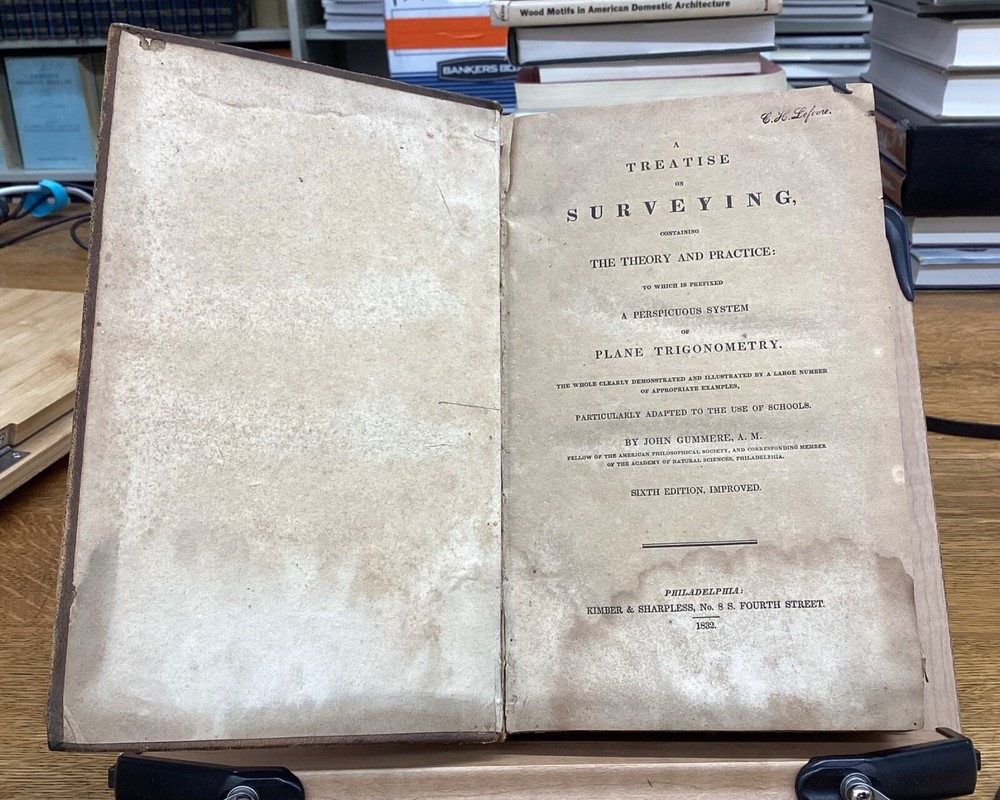 Wood Motifs in American Domestic Architecture
BANKERS BO
C. H. Lefevre.
A
TREATISE
ON
SURVEYING,
CONTAINING
THE THEORY AND PRACTICE:
TO WHICH IS PREFIXED
A PERSPICUOUS SYSTEM
OF
PLANE TRIGONOMETRY.
THE WHOLE CLEARLY DEMONSTRATED AND ILLUSTRATED BY A LARGE NUMBER
OF APPROPRIATE EXAMPLES,
PARTICULARLY ADAPTED TO THE USE OF SCHOOLS.
BY JOHN GUMMERE, A. M.
FELLOW OF THE AMERICAN PHILOSOPHICAL SOCIETY, AND CORRESPONDING MEMBER
OF THE ACADEMY OF NATURAL SCIENCES, PHILADELPHIA.
SIXTH EDITION, IMPROVED.
PHILADELPHIA:
KIMBER & SHARPLESS, No. 8 S. FOURTH STREET.
1832.